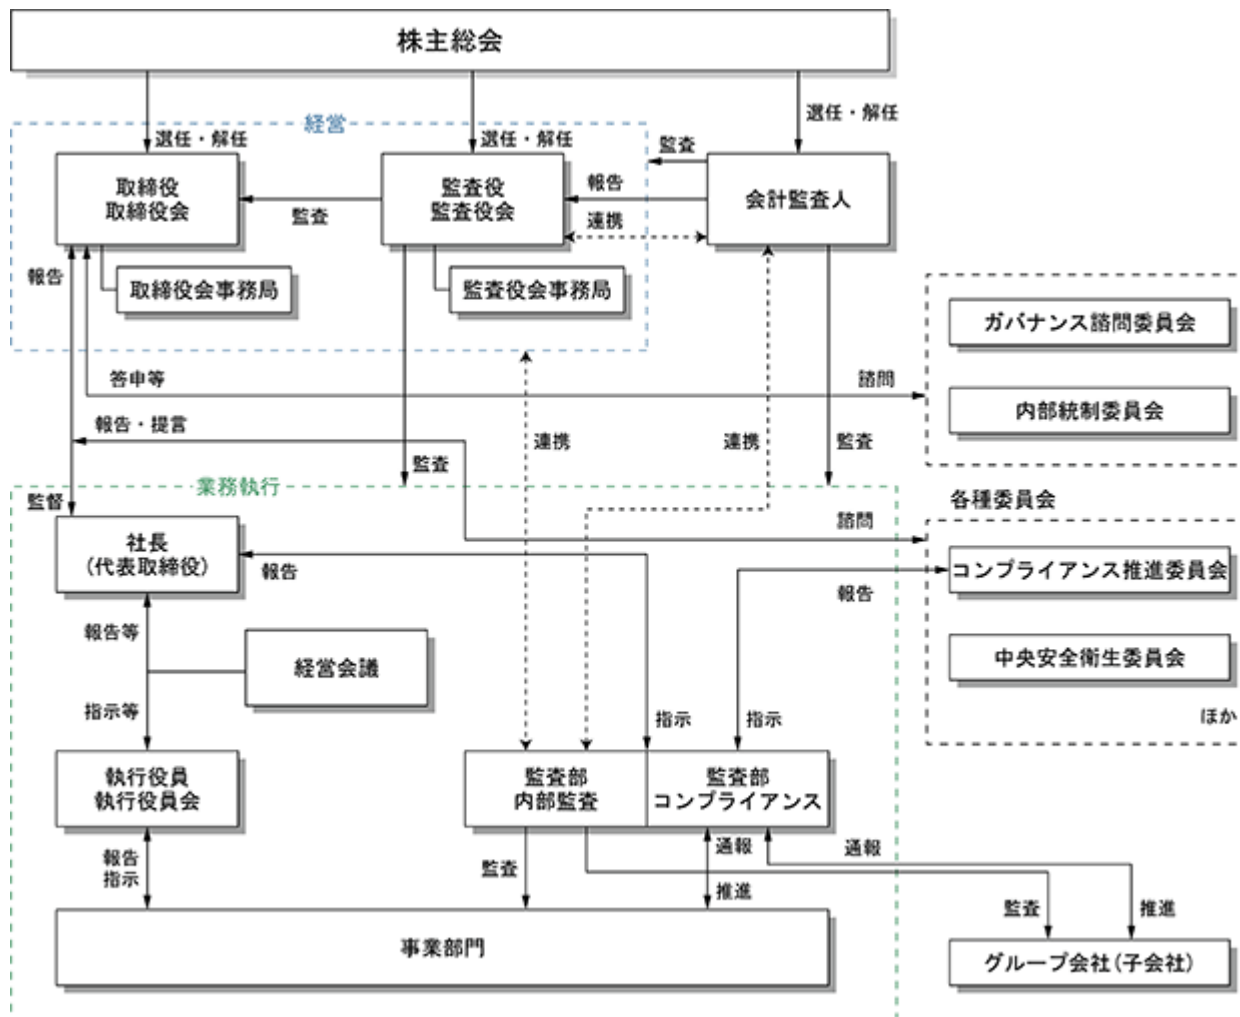 株主総会
選任・解任
選任・解任
選任・解任
経営
取締役
取締役会
監査
監査役
監査役会
報告
連携
監査
会計監査人
取締役会事務局
監査役会事務局
報告
答申等
諮問
報告・提言
監査
連携
連携
監査
ガバナンス諮問委員会
内部統制委員会
各種委員会
業務執行
監督
諮問
社長
(代表取締役)
報告
報告
コンプライアンス推進委員会
中央安全衛生委員会
ほか
報告等
経営会議
指示等
指示
指示
執行役員
執行役員会
監査部
内部監査
監査部
コンプライアンス
報告
指示
監査
通報
推進
通報
監査
推進
事業部門
グループ会社(子会社)